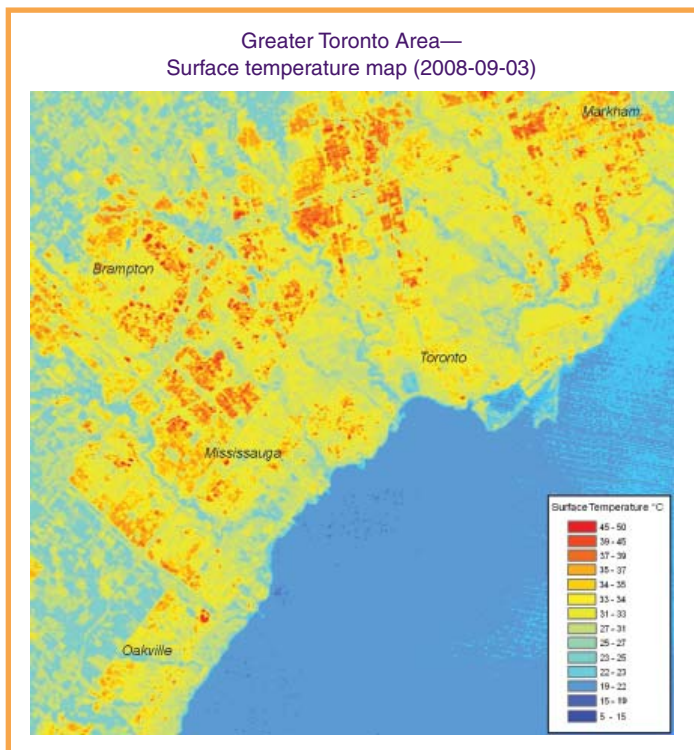 Greater Toronto Area—
Surface temperature map (2008-09-03)
Markham
Brampton
Toronto
Mississauga
Oakville
Surface Temperature °C
45 - 50
39 - 45
37 - 39
35 - 37
34 - 35
33 - 34
31 - 33
27 - 31
25 - 27
23 - 25
22 - 23
19 - 22
15 - 19
5 - 15